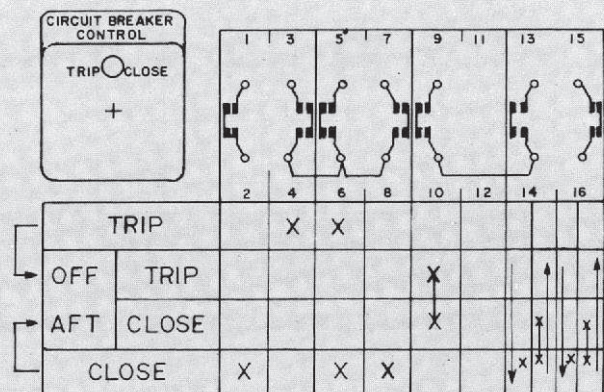 CIRCUIT BREAKER
CONTROL
TRIP CLOSE
1 3 5 7 9 11 13 15
2 4 6 8 10 12 14 16
TRIP X X
OFF TRIP X
AFT CLOSE X X X
CLOSE X X X X X X X